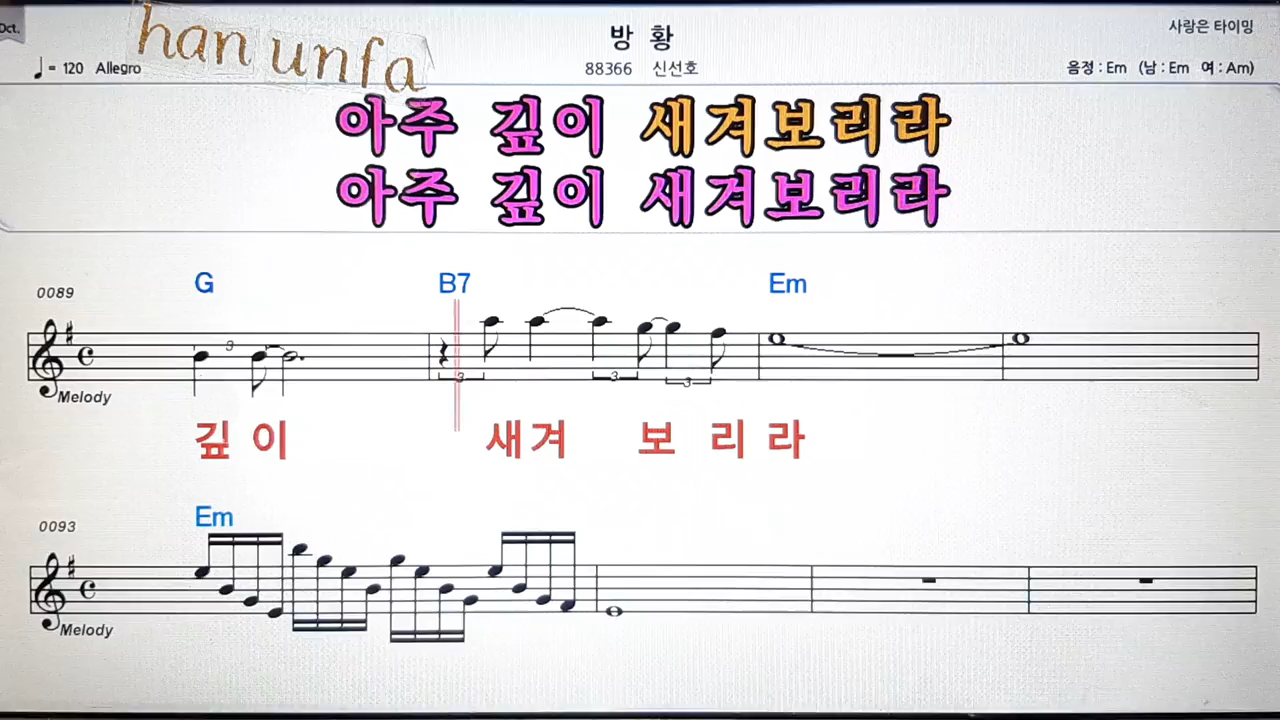 Oct.
han unfa
방 황
사랑은 타이밍
♩ = 120 Allegro
88366 신선호
음정 : Em (남 : Em 여 : Am)
아주 깊이 새겨보리라
아주 깊이 새겨보리라
G B7 Em
0089
3 3 3 3
Melody
깊 이 새 겨 보 리 라
Em
0093
Melody